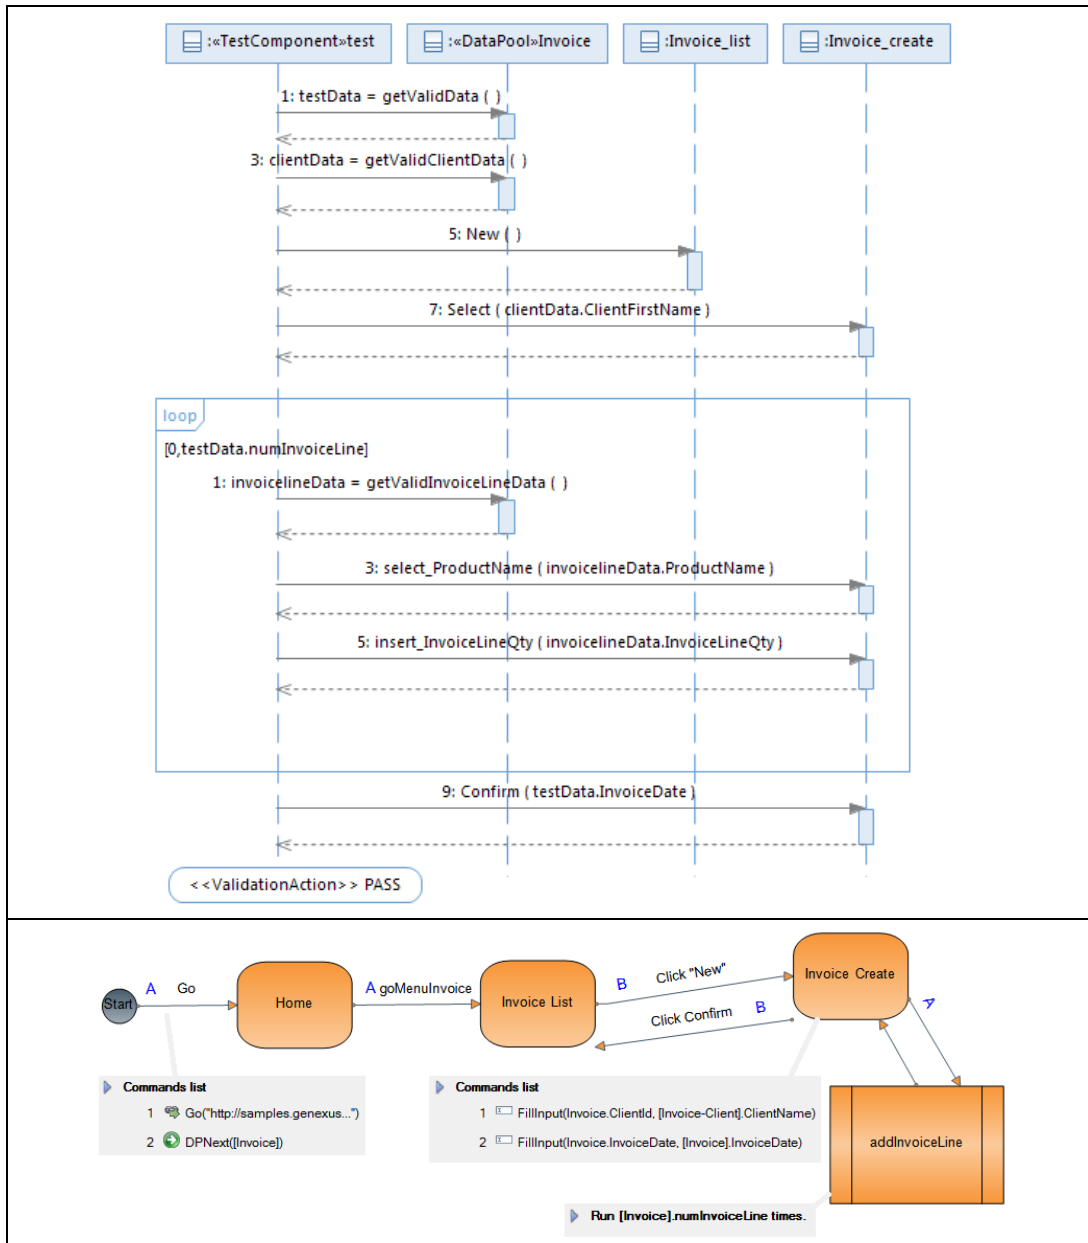 :«TestComponent»test
:«DataPool»Invoice
:Invoice_list
:Invoice_create
1: testData = getValidData ( )
3: clientData = getValidClientData ( )
5: New ( )
7: Select ( clientData.ClientFirstName )
loop
[0,testData.numInvoiceLine]
1: invoicelineData = getValidInvoiceLineData ( )
3: select_ProductName ( invoicelineData.ProductName )
5: insert_InvoiceLineQty ( invoicelineData.InvoiceLineQty )
9: Confirm ( testData.InvoiceDate )
<<ValidationAction>> PASS
Start
A Go
Home
A goMenuInvoice
Invoice List
B Click "New"
Click Confirm B
Invoice Create
A
Commands list
1 Go("http://samples.genexus...")
2 DPNext([Invoice])
Commands list
1 FillInput(Invoice.ClientId, [Invoice-Client].ClientName)
2 FillInput(Invoice.InvoiceDate, [Invoice].InvoiceDate)
addInvoiceLine
Run [Invoice].numInvoiceLine times.